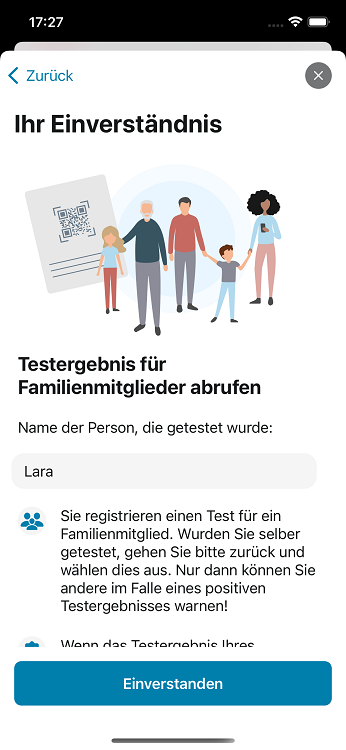 17:27
Zurück
Ihr Einverständnis
Testergebnis für
Familienmitglieder abrufen
Name der Person, die getestet wurde:
Lara
Sie registrieren einen Test für ein
Familienmitglied. Wurden Sie selber
getestet, gehen Sie bitte zurück und
wählen dies aus. Nur dann können Sie
andere im Falle eines positiven
Testergebnisses warnen!
Wenn das Testergebnis Ihres
Einverstanden